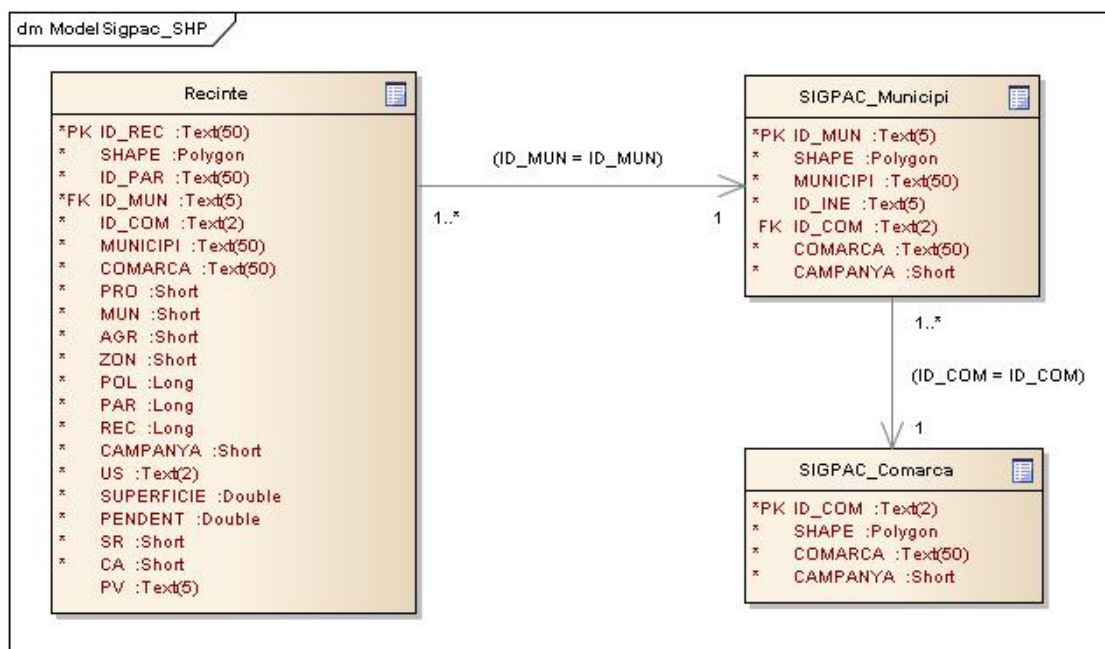 dm Model Sigpac_SHP
Recinte
*PK ID_REC :Text(50)
* SHAPE :Polygon
* ID_PAR :Text(50)
*FK ID_MUN :Text(5)
* ID_COM :Text(2)
* MUNICIPI :Text(50)
* COMARCA :Text(50)
* PRO :Short
* MUN :Short
* AGR :Short
* ZON :Short
* POL :Long
* PAR :Long
* REC :Long
* CAMPANYA :Short
* US :Text(2)
* SUPERFICIE :Double
* PENDENT :Double
* SR :Short
* CA :Short
PV :Text(5)
(ID_MUN = ID_MUN)
1..*
1
SIGPAC_Municipi
*PK ID_MUN :Text(5)
* SHAPE :Polygon
* MUNICIPI :Text(50)
* ID_INE :Text(5)
FK ID_COM :Text(2)
* COMARCA :Text(50)
* CAMPANYA :Short
1..*
(ID_COM = ID_COM)
1
SIGPAC_Comarca
*PK ID_COM :Text(2)
* SHAPE :Polygon
* COMARCA :Text(50)
* CAMPANYA :Short